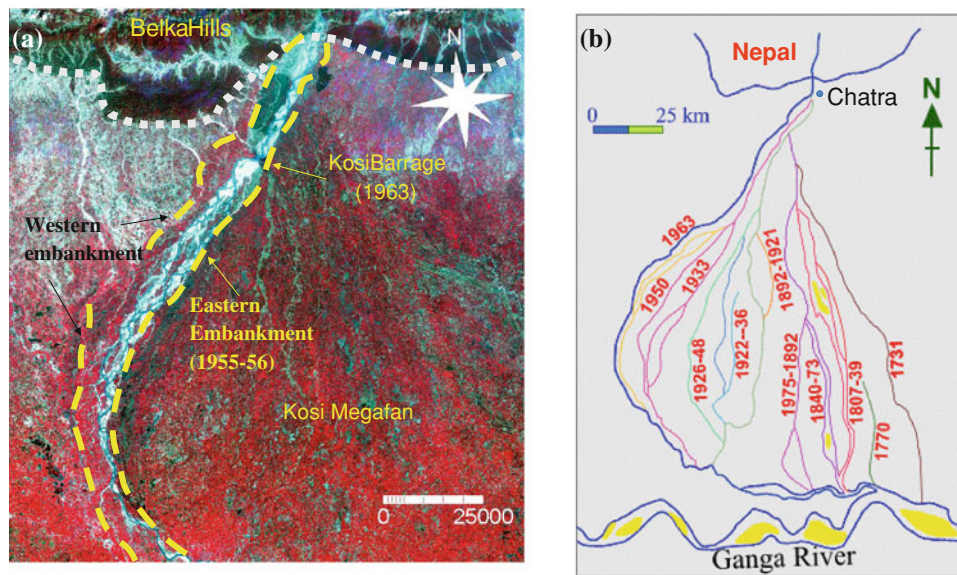 (a)
BelkaHills
N
KosiBarrage
(1963)
Western
embankment
Eastern
Embankment
(1955-56)
Kosi Megafan
0 25000
(b)
Nepal
Chatra
0 25 km
N
1963
1950
1933
1926-48
1922--36
1892-1921
1975-1892
1840-73
1807-39
1770
1731
Ganga River